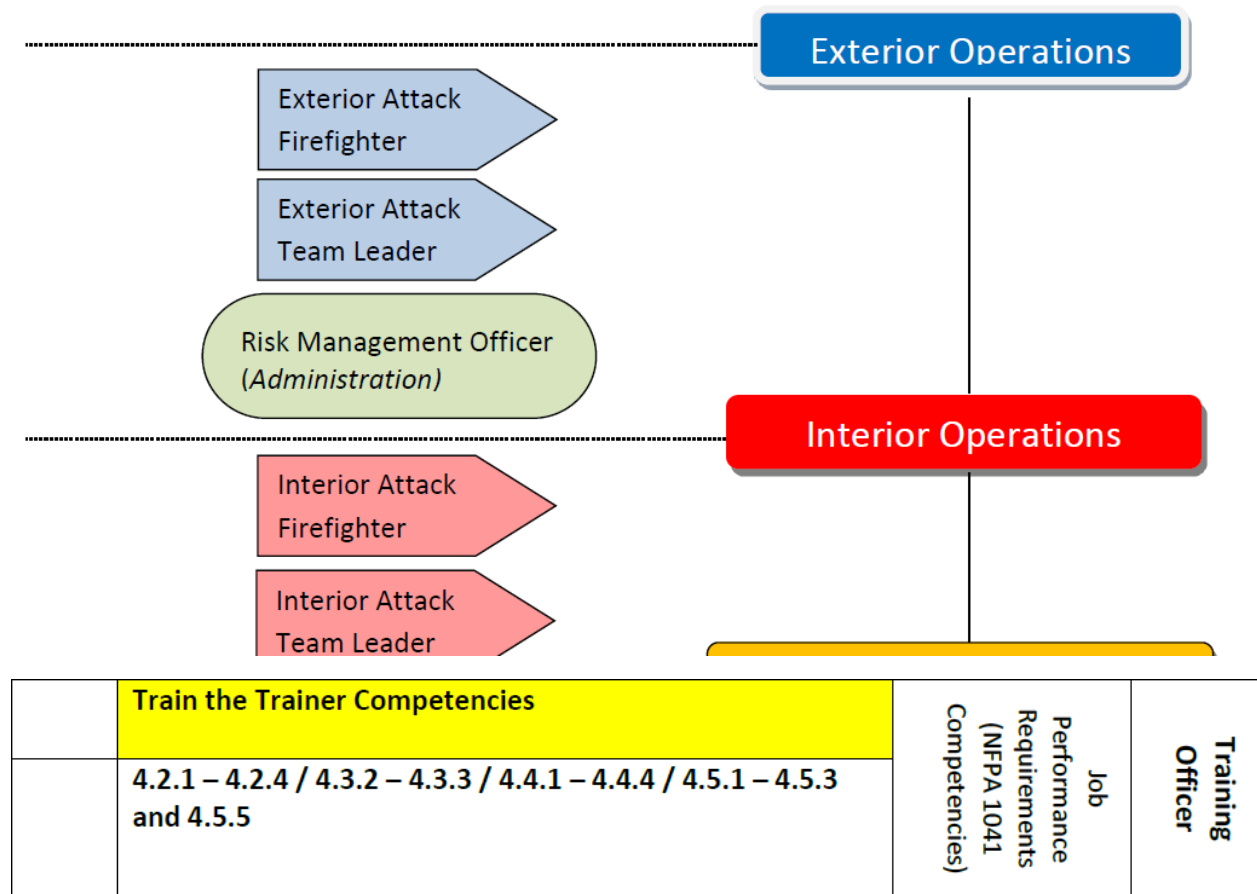 Exterior Operations
Exterior Attack
Firefighter
Exterior Attack
Team Leader
Risk Management Officer
(Administration)
Interior Operations
Interior Attack
Firefighter
Interior Attack
Team Leader
Train the Trainer Competencies
4.2.1 – 4.2.4 / 4.3.2 – 4.3.3 / 4.4.1 – 4.4.4 / 4.5.1 – 4.5.3
and 4.5.5
Job
Performance
Requirements
(NFPA 1041
Competencies)
Training
Officer